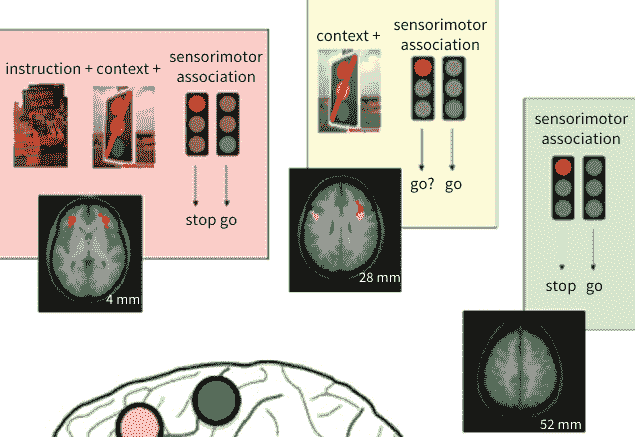 instruction + context +
sensorimotor
association
stop go
4 mm
context +
sensorimotor
association
go? go
28 mm
sensorimotor
association
stop go
52 mm